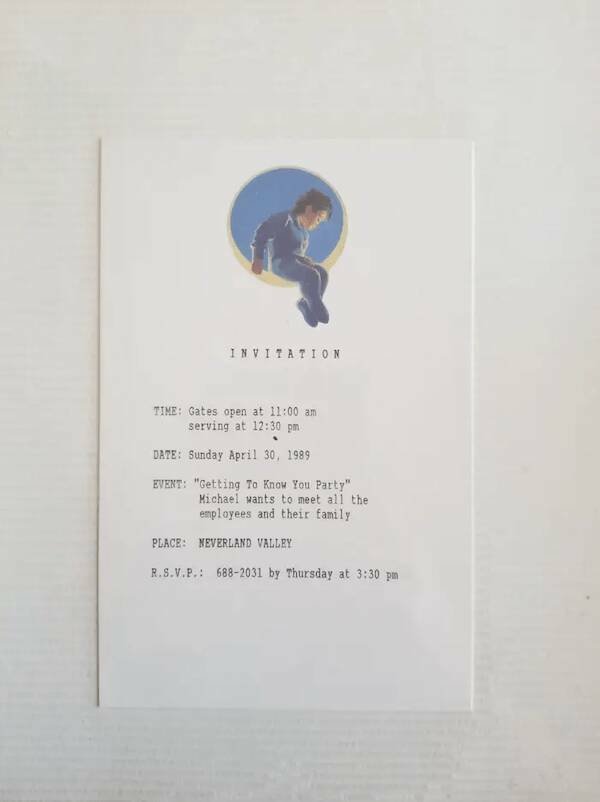 INVITATION
TIME: Gates open at 11:00 am
serving at 12:30 pm
DATE: Sunday April 30, 1989
EVENT: "Getting To Know You Party"
Michael wants to meet all the
employees and their family
PLACE: NEVERLAND VALLEY
R.S.V.P.: 688-2031 by Thursday at 3:30 pm